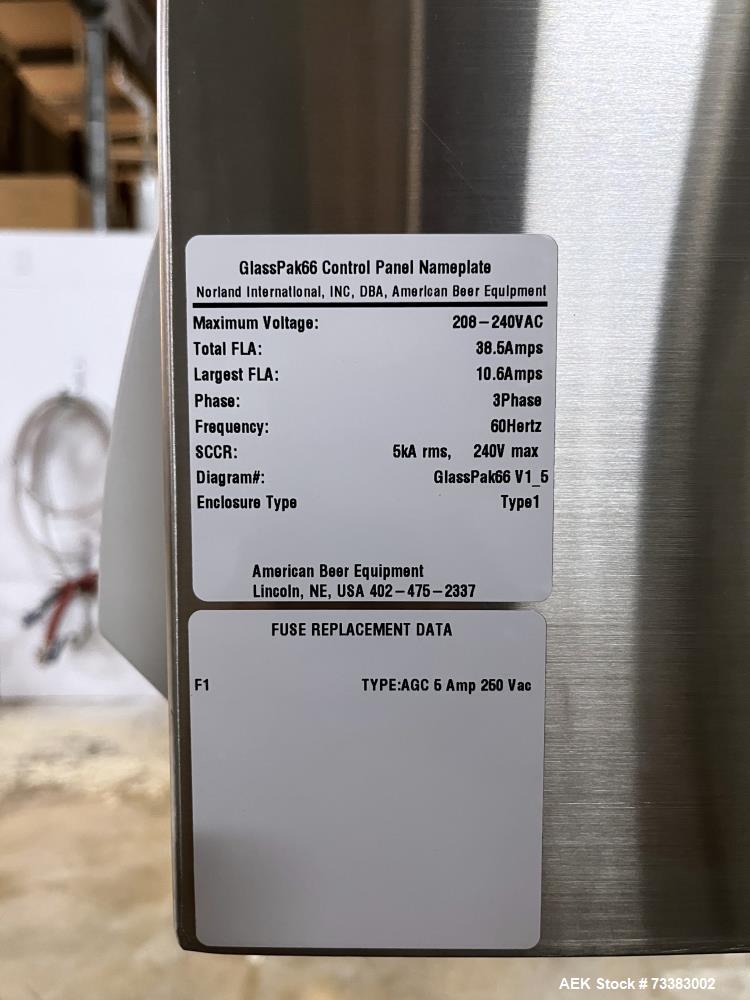 GlassPak66 Control Panel Nameplate
Norland International, INC, DBA, American Beer Equipment
Maximum Voltage: 208-240VAC
Total FLA: 38.5Amps
Largest FLA: 10.6Amps
Phase: 3Phase
Frequency: 60Hertz
SCCR: 5kA rms, 240V max
Diagram#: GlassPak66 V1_5
Enclosure Type Type1
American Beer Equipment
Lincoln, NE, USA 402-475-2337
FUSE REPLACEMENT DATA
F1 TYPE:AGC 5 Amp 250 Vac
AEK Stock # 73383002